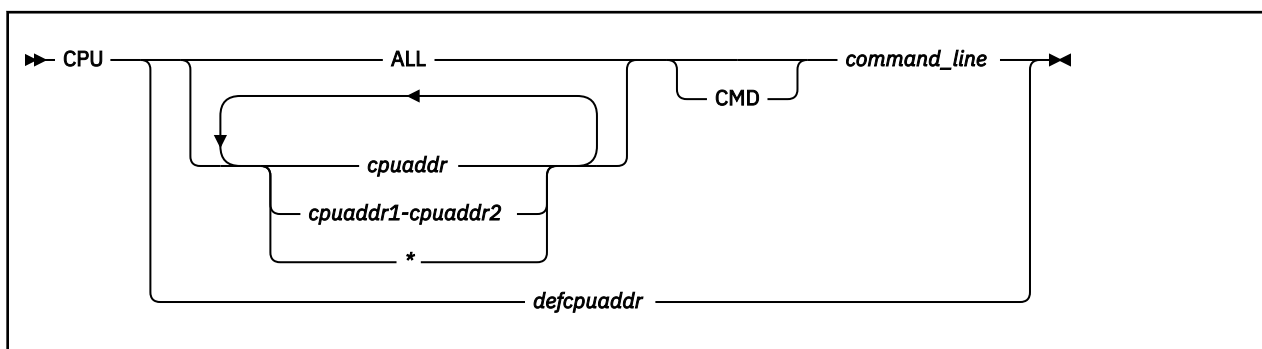 CPU ALL command_line
CMD
cpuaddr
cpuaddr1-cpuaddr2
*
defcpuaddr